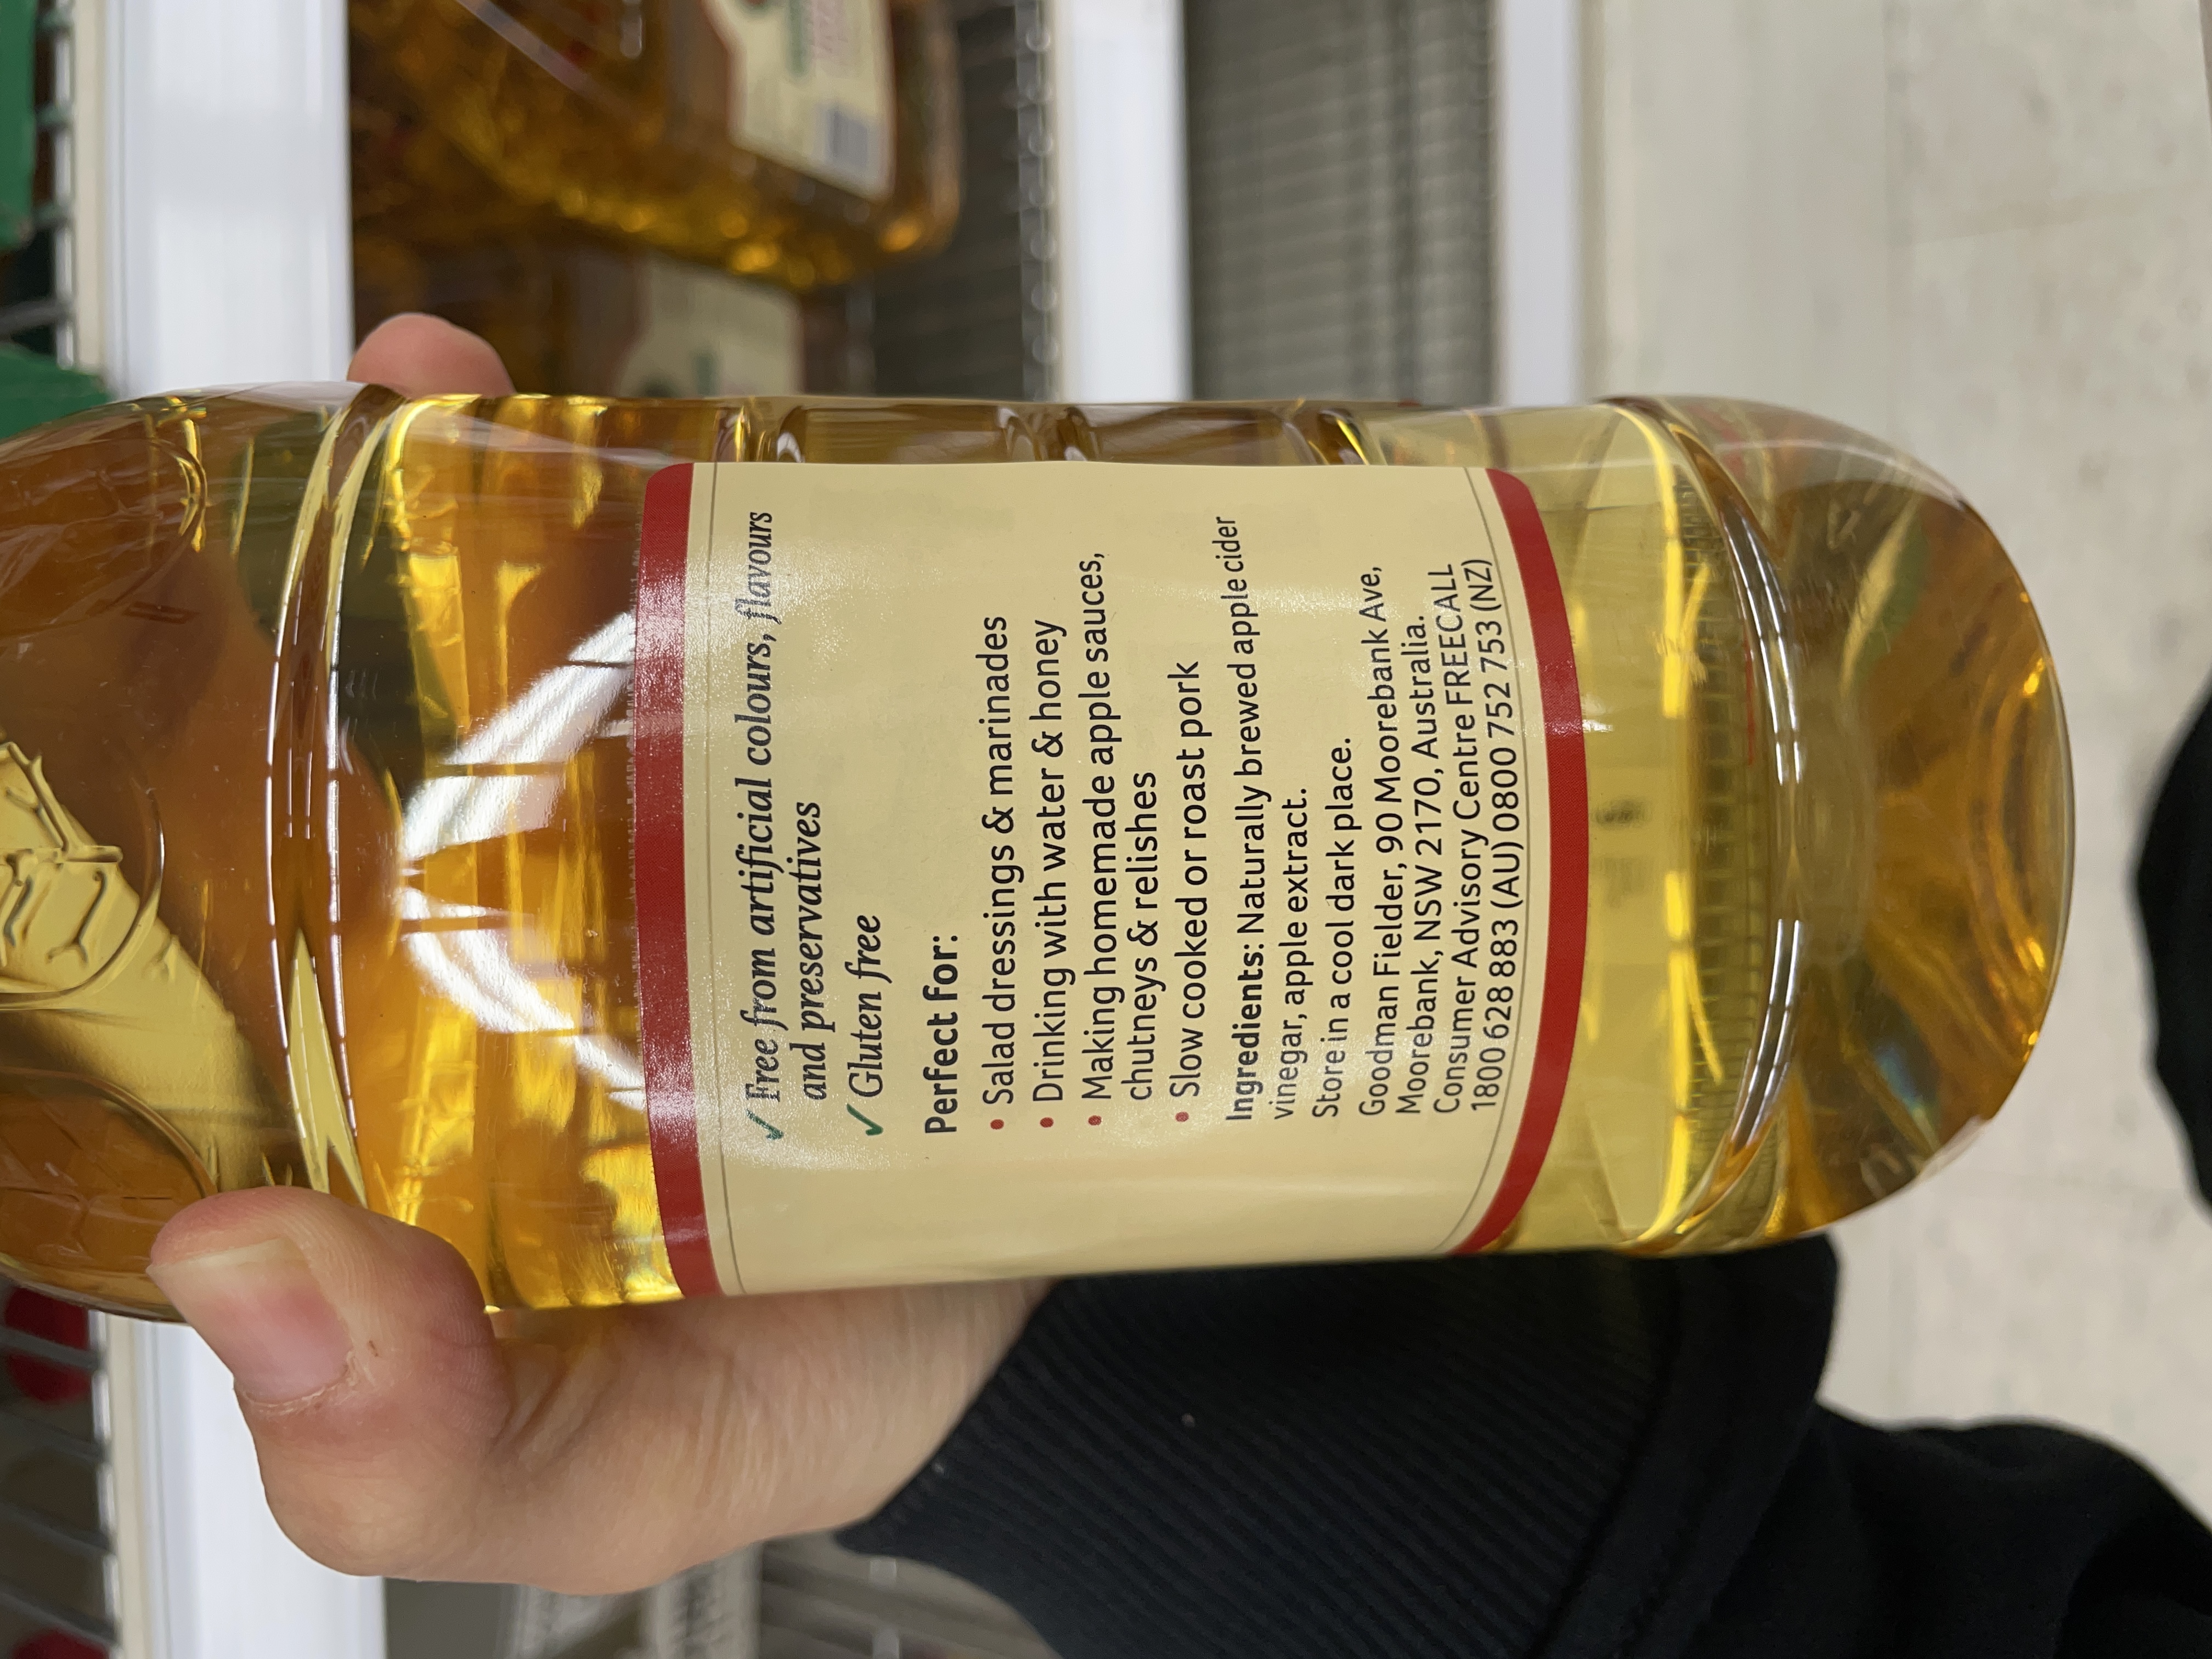 ✓ Free from artificial colours, flavours
and preservatives
✓ Gluten free
Perfect for:
• Salad dressings & marinades
• Drinking with water & honey
• Making homemade apple sauces,
chutneys & relishes
• Slow cooked or roast pork
Ingredients: Naturally brewed apple cider
vinegar, apple extract.
Store in a cool dark place.
Goodman Fielder, 90 Moorebank Ave,
Moorebank, NSW 2170, Australia.
Consumer Advisory Centre FREECALL
1800 628 883 (AU) 0800 752 753 (NZ)